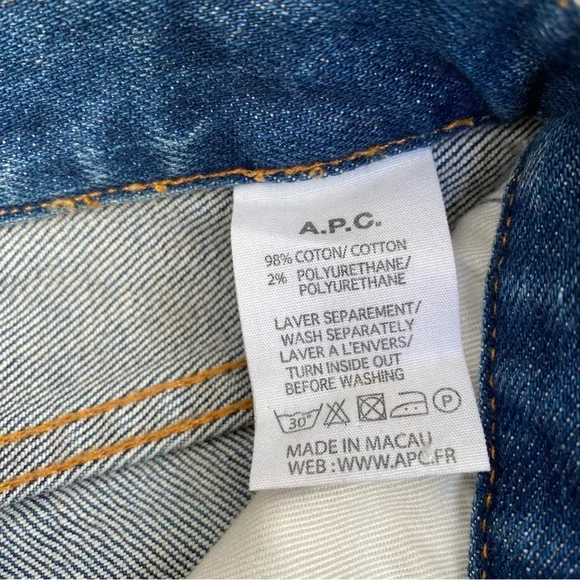 A.P.C.
98% COTON/ COTTON
2% POLYURETHANE/
POLYURETHANE
LAVER SEPAREMENT/
WASH SEPARATELY
LAVER A L'ENVERS/
TURN INSIDE OUT
BEFORE WASHING
30° P
MADE IN MACAU
WEB : WWW.APC.FR